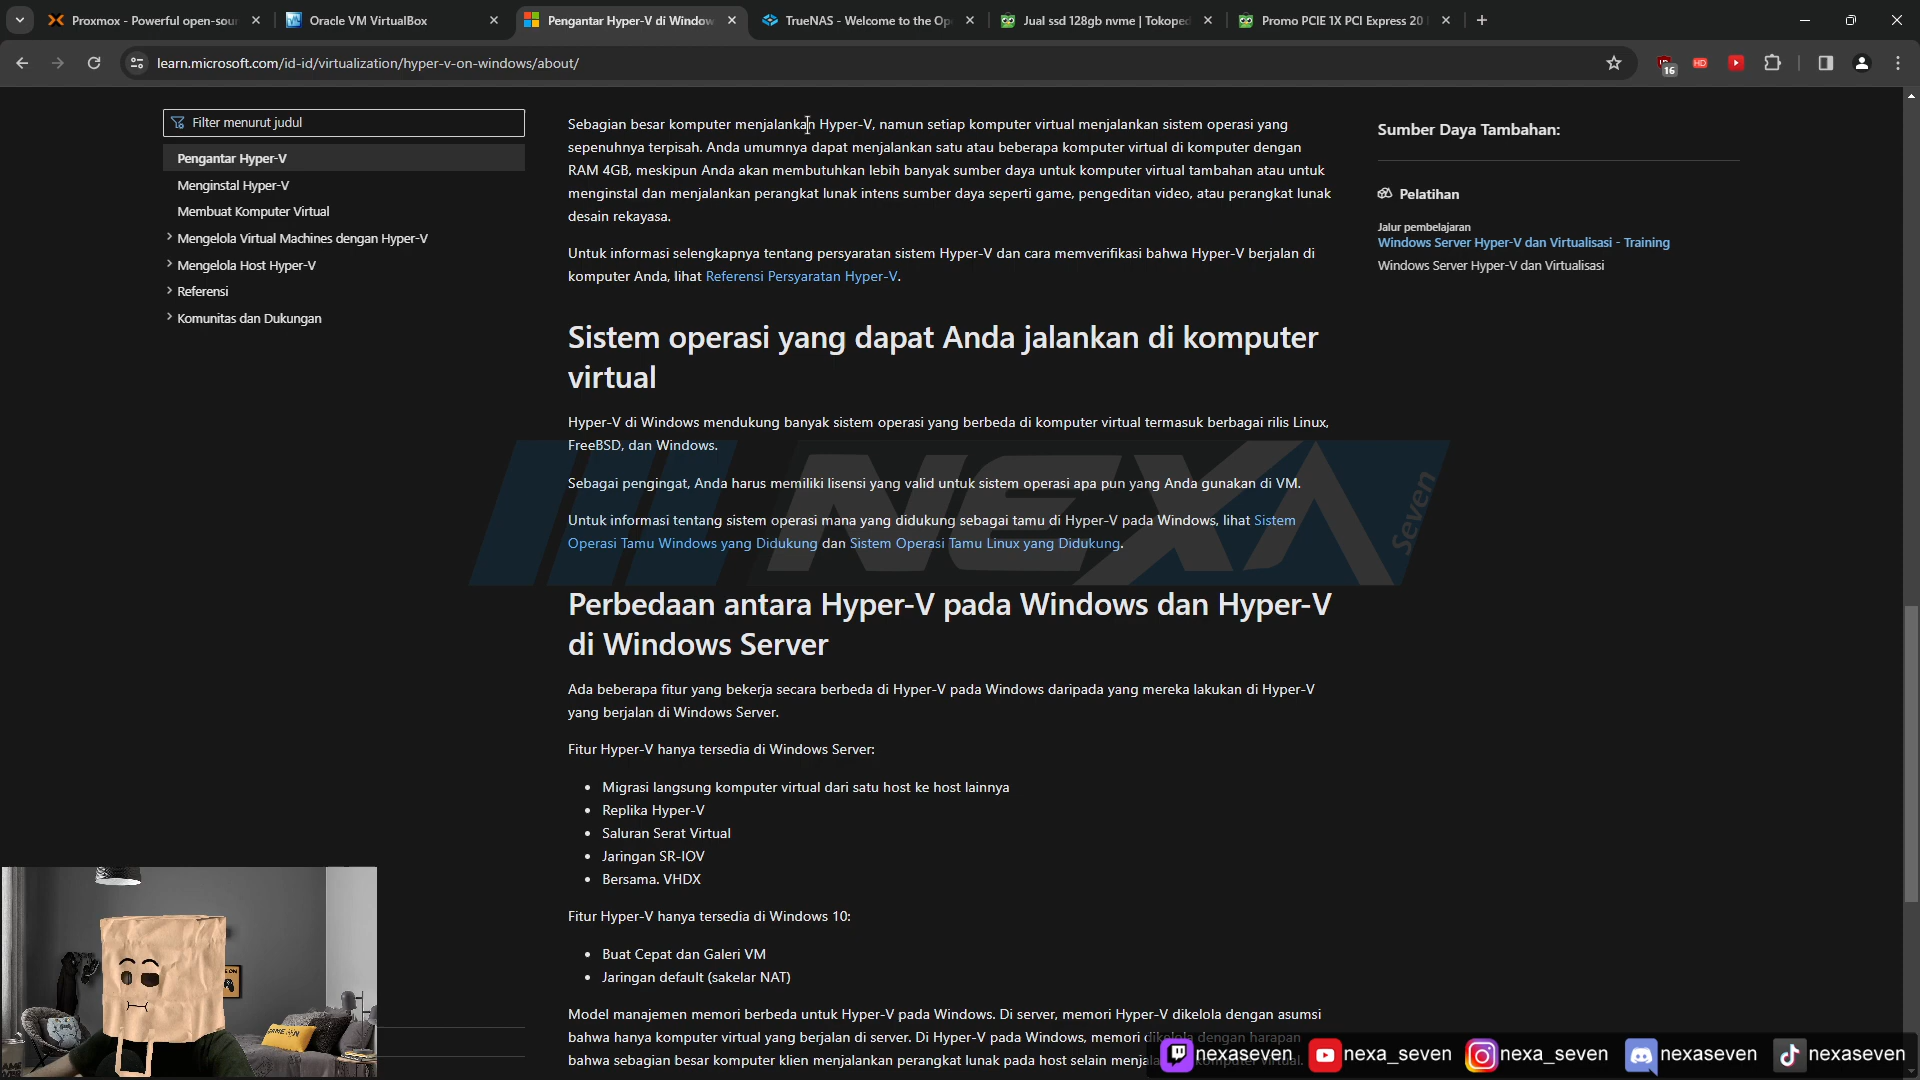 Proxmox - Powerful open-sour
Oracle VM VirtualBox
Pengantar Hyper-V di Window
TrueNAS - Welcome to the Op
Jual ssd 128gb nvme | Tokoped
Promo PCIE 1X PCI Express 20
learn.microsoft.com/id-id/virtualization/hyper-v-on-windows/about/
16
HD
Filter menurut judul
Pengantar Hyper-V
Menginstal Hyper-V
Membuat Komputer Virtual
Mengelola Virtual Machines dengan Hyper-V
Mengelola Host Hyper-V
Referensi
Komunitas dan Dukungan
Sebagian besar komputer menjalankan Hyper-V, namun setiap komputer virtual menjalankan sistem operasi yang
sepenuhnya terpisah. Anda umumnya dapat menjalankan satu atau beberapa komputer virtual di komputer dengan
RAM 4GB, meskipun Anda akan membutuhkan lebih banyak sumber daya untuk komputer virtual tambahan atau untuk
menginstal dan menjalankan perangkat lunak intens sumber daya seperti game, pengeditan video, atau perangkat lunak
desain rekayasa.
Untuk informasi selengkapnya tentang persyaratan sistem Hyper-V dan cara memverifikasi bahwa Hyper-V berjalan di
komputer Anda, lihat Referensi Persyaratan Hyper-V.
Sistem operasi yang dapat Anda jalankan di komputer
virtual
Hyper-V di Windows mendukung banyak sistem operasi yang berbeda di komputer virtual termasuk berbagai rilis Linux,
FreeBSD, dan Windows.
Sebagai pengingat, Anda harus memiliki lisensi yang valid untuk sistem operasi apa pun yang Anda gunakan di VM.
Untuk informasi tentang sistem operasi mana yang didukung sebagai tamu di Hyper-V pada Windows, lihat Sistem
Operasi Tamu Windows yang Didukung dan Sistem Operasi Tamu Linux yang Didukung.
NEXA
Seven
Perbedaan antara Hyper-V pada Windows dan Hyper-V
di Windows Server
Ada beberapa fitur yang bekerja secara berbeda di Hyper-V pada Windows daripada yang mereka lakukan di Hyper-V
yang berjalan di Windows Server.
Fitur Hyper-V hanya tersedia di Windows Server:
• Migrasi langsung komputer virtual dari satu host ke host lainnya
• Replika Hyper-V
• Saluran Serat Virtual
• Jaringan SR-IOV
• Bersama. VHDX
Fitur Hyper-V hanya tersedia di Windows 10:
• Buat Cepat dan Galeri VM
• Jaringan default (sakelar NAT)
Model manajemen memori berbeda untuk Hyper-V pada Windows. Di server, memori Hyper-V dikelola dengan asumsi
bahwa hanya komputer virtual yang berjalan di server. Di Hyper-V pada Windows, memori dikelola dengan harapan
bahwa sebagian besar komputer klien menjalankan perangkat lunak pada host selain menjalankan komputer virtual.
Sumber Daya Tambahan:
Pelatihan
Jalur pembelajaran
Windows Server Hyper-V dan Virtualisasi - Training
Windows Server Hyper-V dan Virtualisasi
GAME ON
nexaseven
nexa_seven
nexa_seven
nexaseven
nexaseven